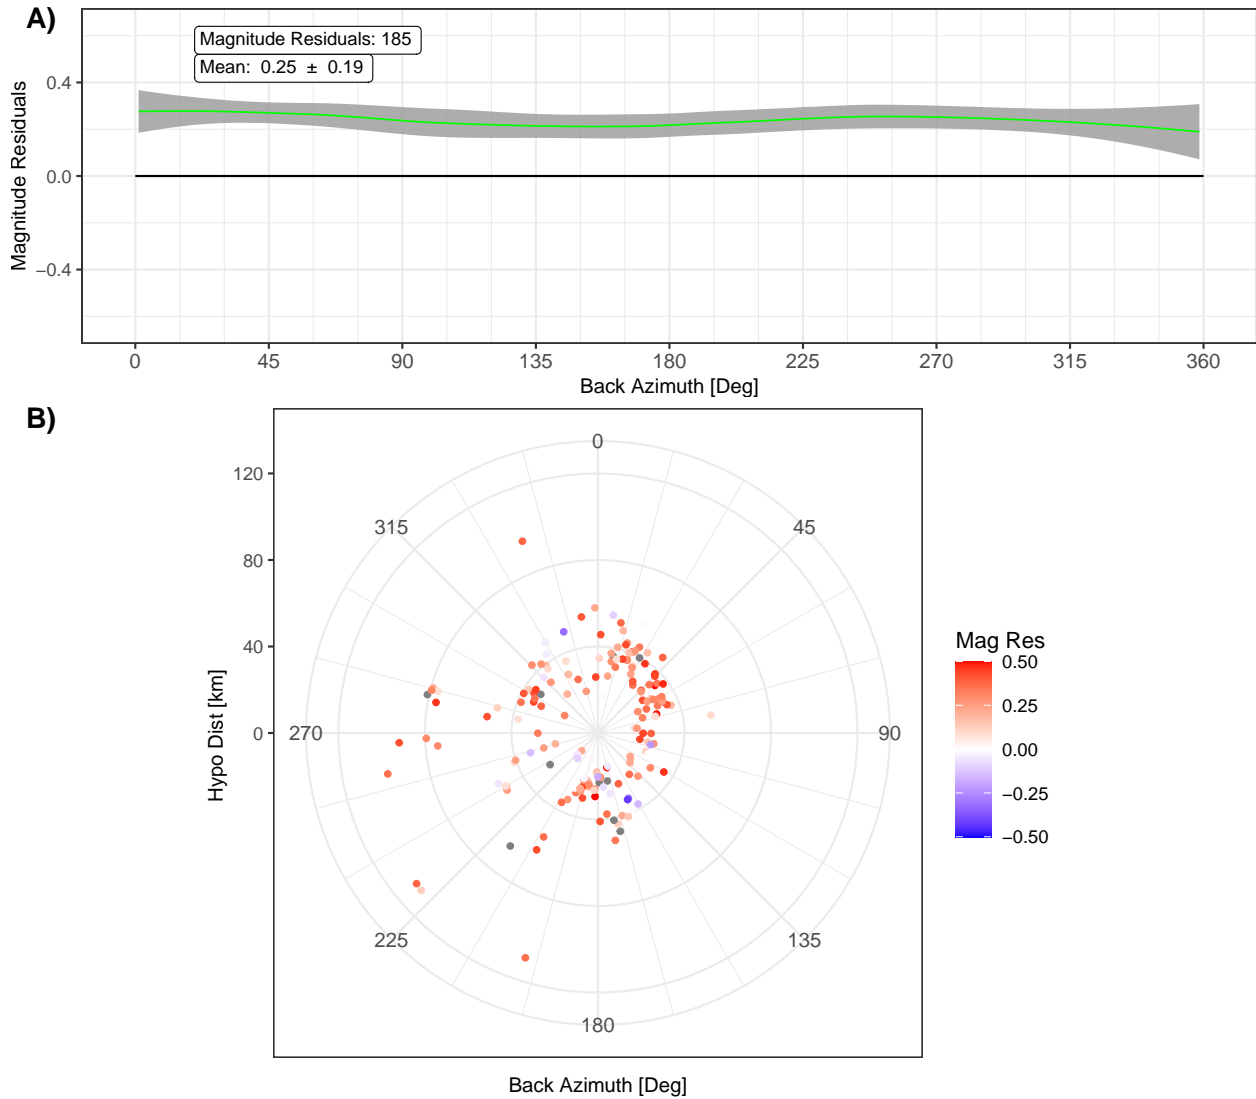 A)
Magnitude Residuals: 185
Mean: 0.25 ± 0.19
Magnitude Residuals
0.4
0.0
−0.4
0 45 90 135 180 225 270 315 360
Back Azimuth [Deg]
B)
Hypo Dist [km]
120
80
40
0
0
45
90
135
180
225
270
315
Back Azimuth [Deg]
Mag Res
0.50
0.25
0.00
−0.25
−0.50